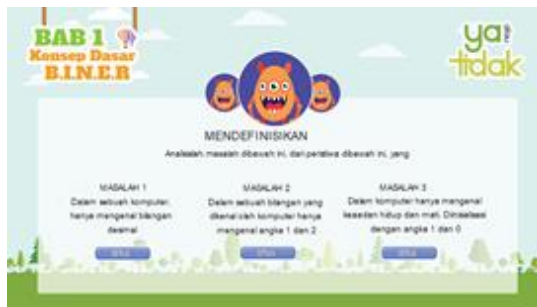 BAB 1
Konsep Dasar
B.I.N.E.R
ya
tidak
MENDEFINISIKAN
Analisalah masalah dibawah ini, dari peristiwa dibawah ini, yang
MASALAH 1
Dalam sebuah komputer,
hanya mengenal bilangan
desimal
MASALAH 2
Dalam sebuah bilangan yang
dikenal oleh komputer hanya
mengenal angka 1 dan 2
MASALAH 3
Dalam komputer hanya mengenal
keadaan hidup dan mati. Diinisalisasi
dengan angka 1 dan 0